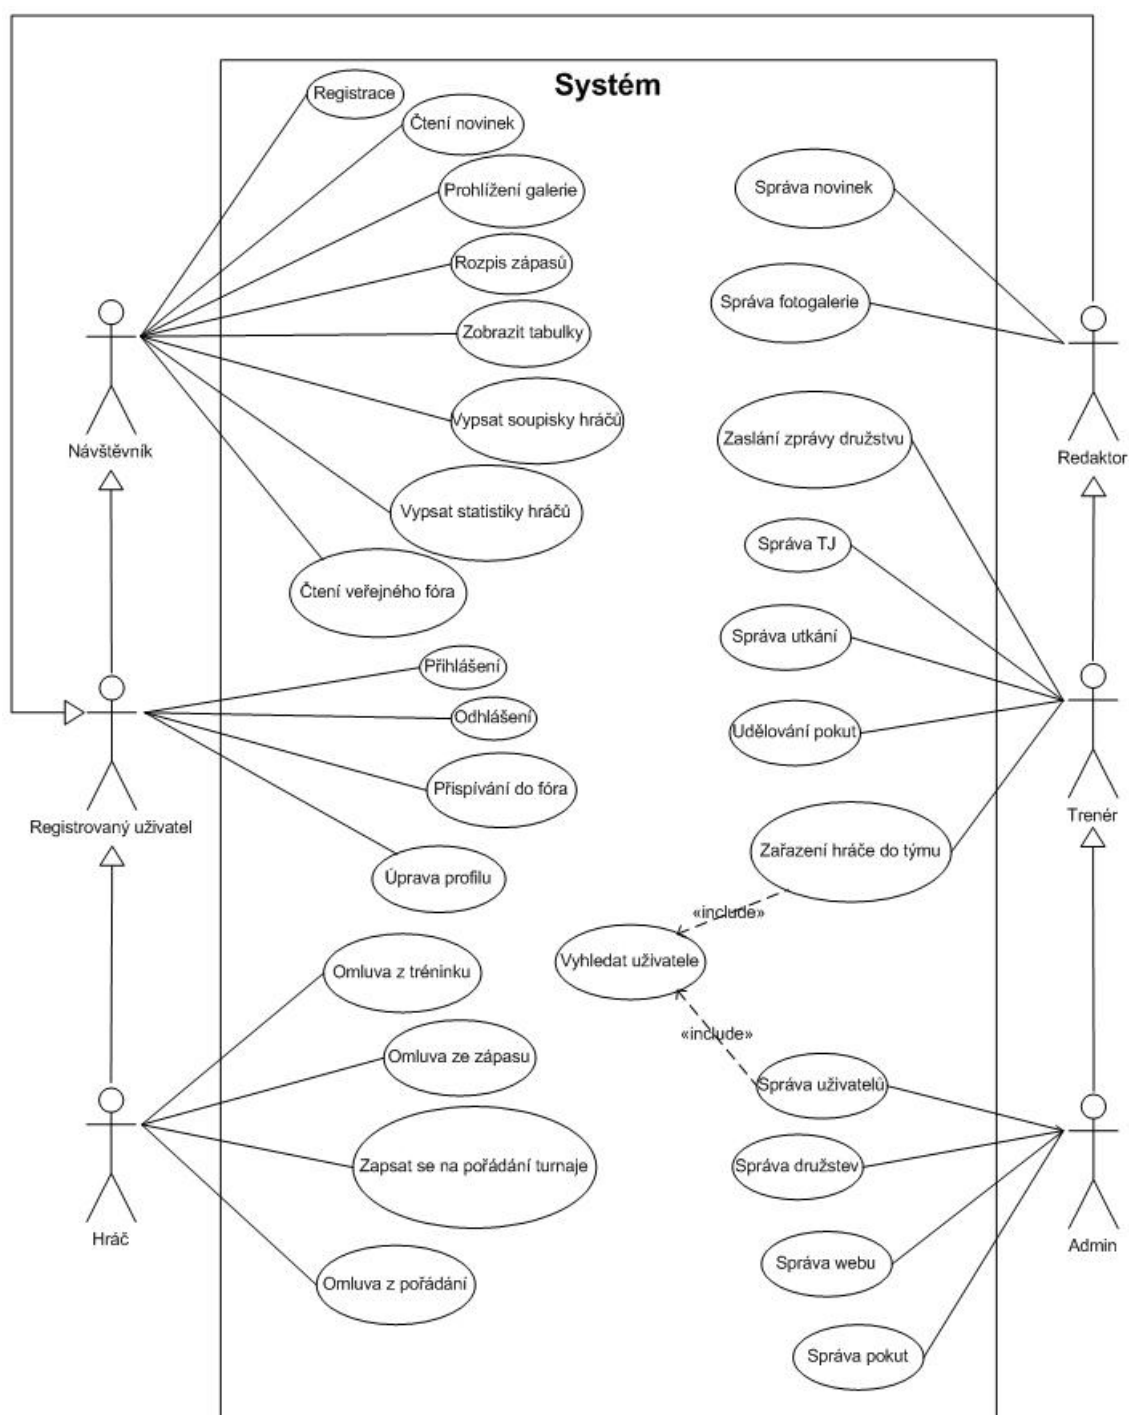 Systém
Registrace
Čtení novinek
Prohlížení galerie
Rozpis zápasů
Zobrazit tabulky
Vypsat soupisky hráčů
Vypsat statistiky hráčů
Čtení veřejného fóra
Návštěvník
Přihlášení
Odhlášení
Přispívání do fóra
Úprava profilu
Registrovaný uživatel
Omluva z tréninku
Omluva ze zápasu
Zapsat se na pořádání turnaje
Omluva z pořádání
Hráč
Správa novinek
Správa fotogalerie
Redaktor
Zaslání zprávy družstvu
Správa TJ
Správa utkání
Udělování pokut
Zařazení hráče do týmu
Trenér
«include»
Vyhledat uživatele
«include»
Správa uživatelů
Správa družstev
Správa webu
Správa pokut
Admin